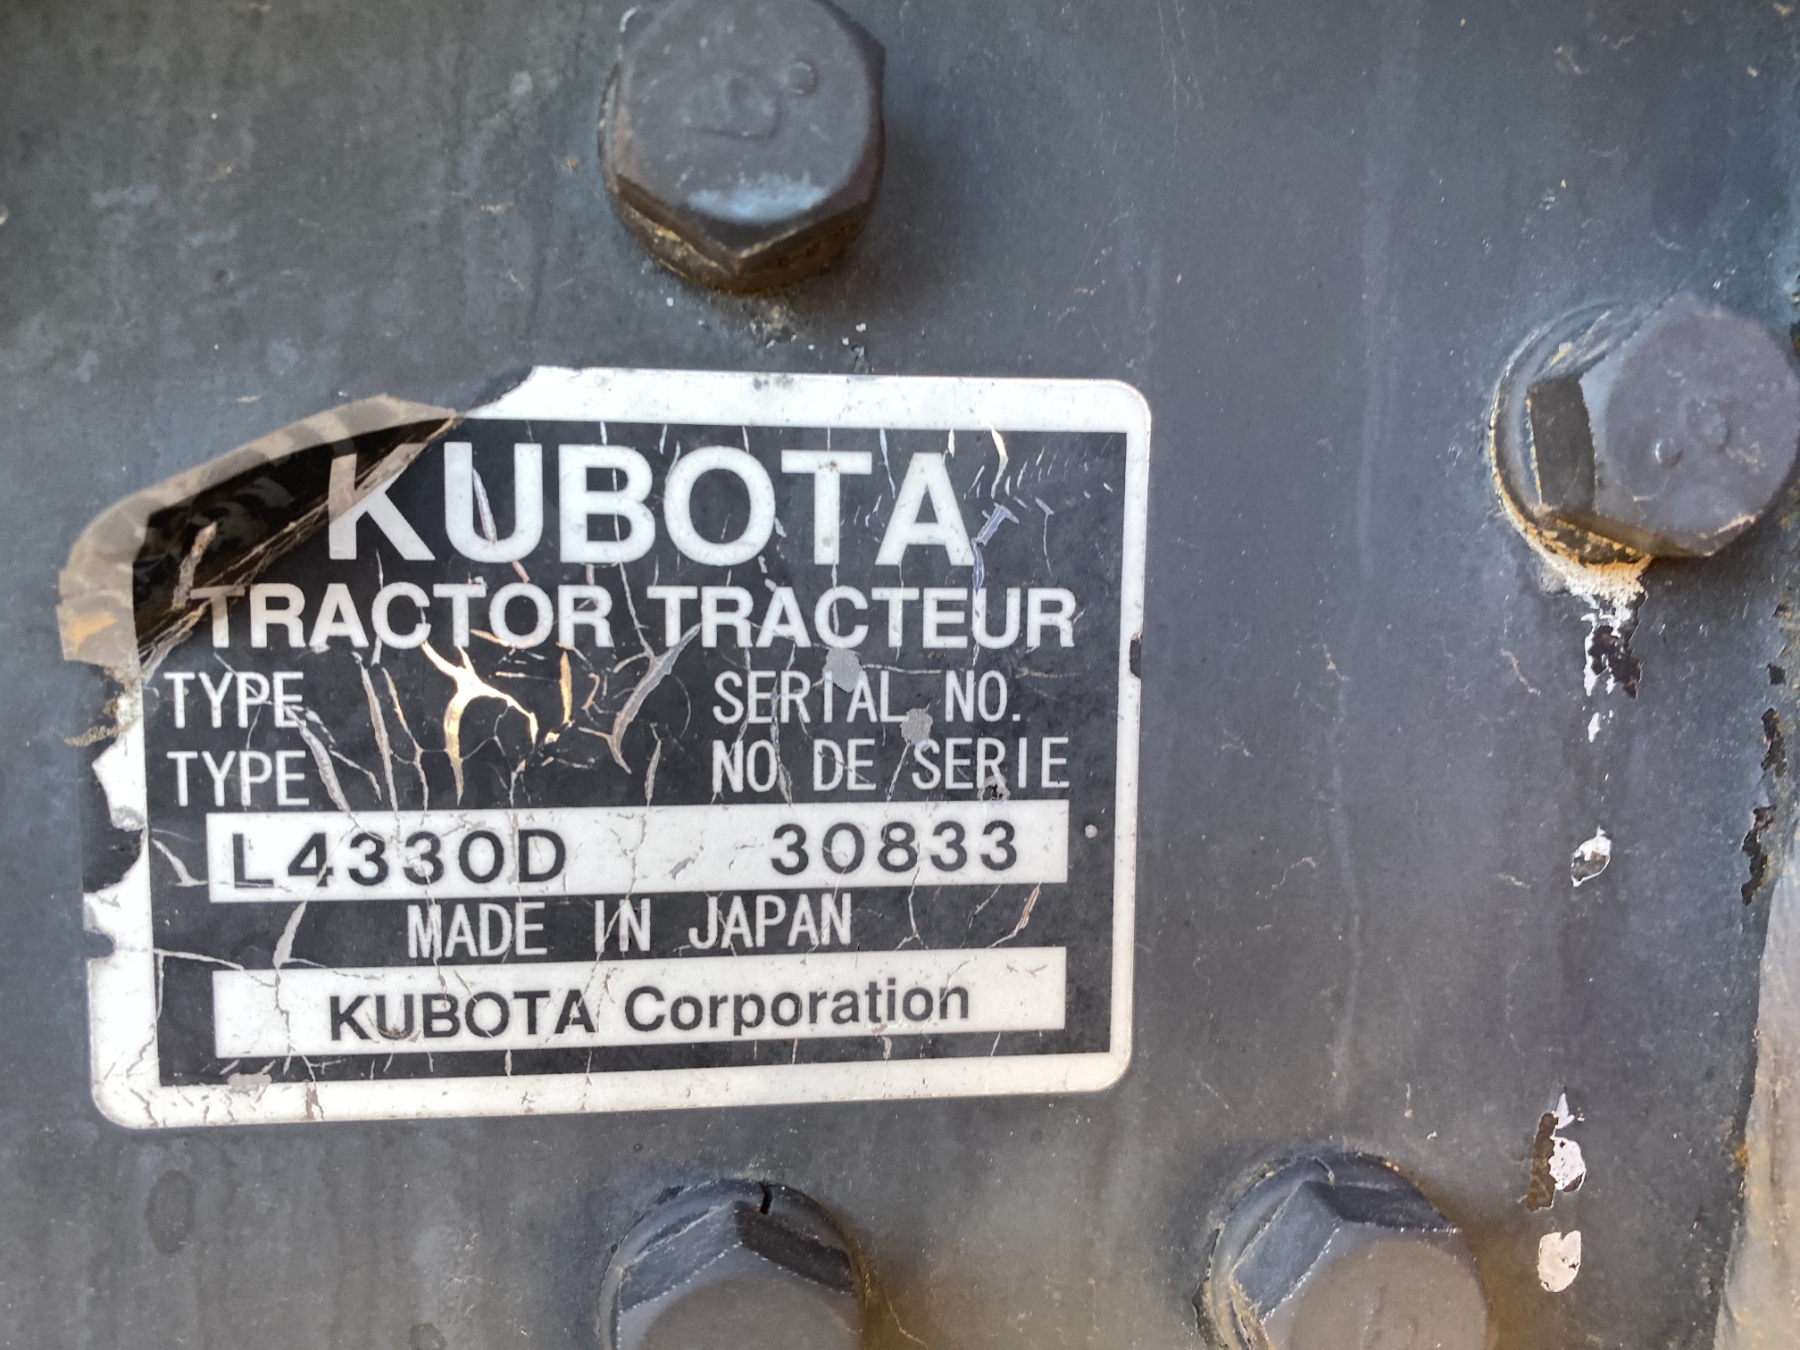 KUBOTA
TRACTOR TRACTEUR
TYPE SERIAL NO.
TYPE NO DE SERIE
L4330D 30833
MADE IN JAPAN
KUBOTA Corporation